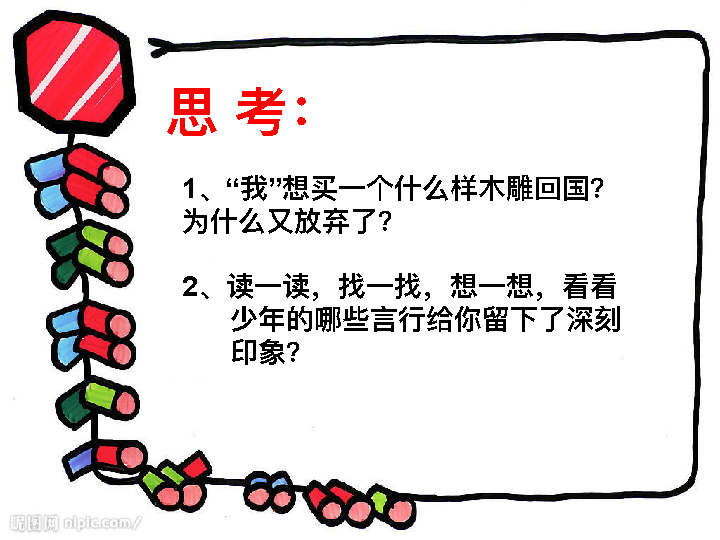 思 考：
1、“我”想买一个什么样木雕回国？
为什么又放弃了？
2、读一读，找一找，想一想，看看
少年的哪些言行给你留下了深刻
印象？
昵图网 nipic.com/